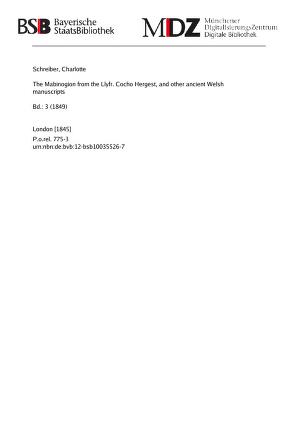 BSB Bayerische
StaatsBibliothek
MDZ Münchener
DigitalisierungsZentrum
Digitale Bibliothek
Schreiber, Charlotte
The Mabinogion from the Llyfr. Cocho Hergest, and other ancient Welsh
manuscripts
Bd.: 3 (1849)
London [1845]
P.o.rel. 775-3
urn:nbn:de:bvb:12-bsb10035526-7